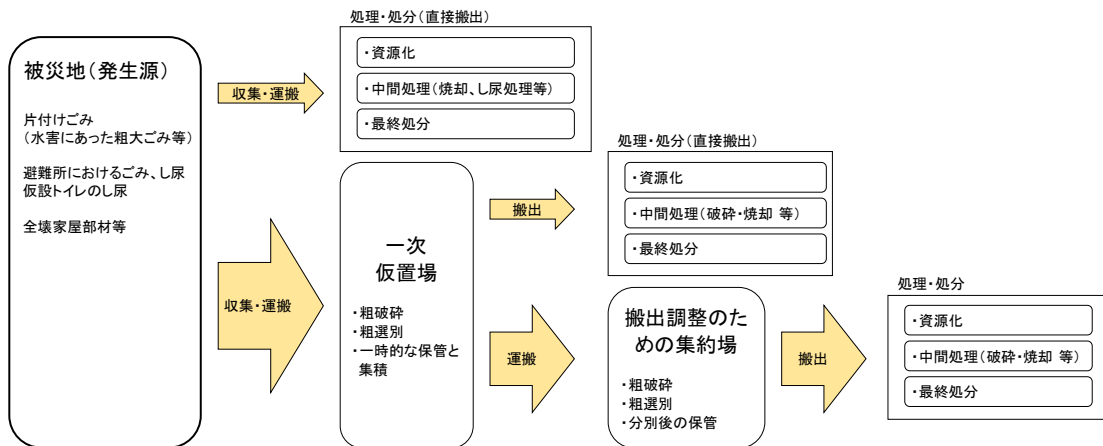 被災地（発生源）
片付けごみ
（水害にあった粗大ごみ等）
避難所におけるごみ、し尿
仮設トイレのし尿
全壊家屋部材等
収集・運搬
処理・処分（直接搬出）
・資源化
・中間処理（焼却、し尿処理等）
・最終処分
収集・運搬
一次
仮置場
・粗破砕
・粗選別
・一時的な保管と
集積
搬出
処理・処分（直接搬出）
・資源化
・中間処理（破砕・焼却 等）
・最終処分
運搬
搬出調整のた
めの集約場
・粗破砕
・粗選別
・分別後の保管
搬出
処理・処分
・資源化
・中間処理（破砕・焼却 等）
・最終処分